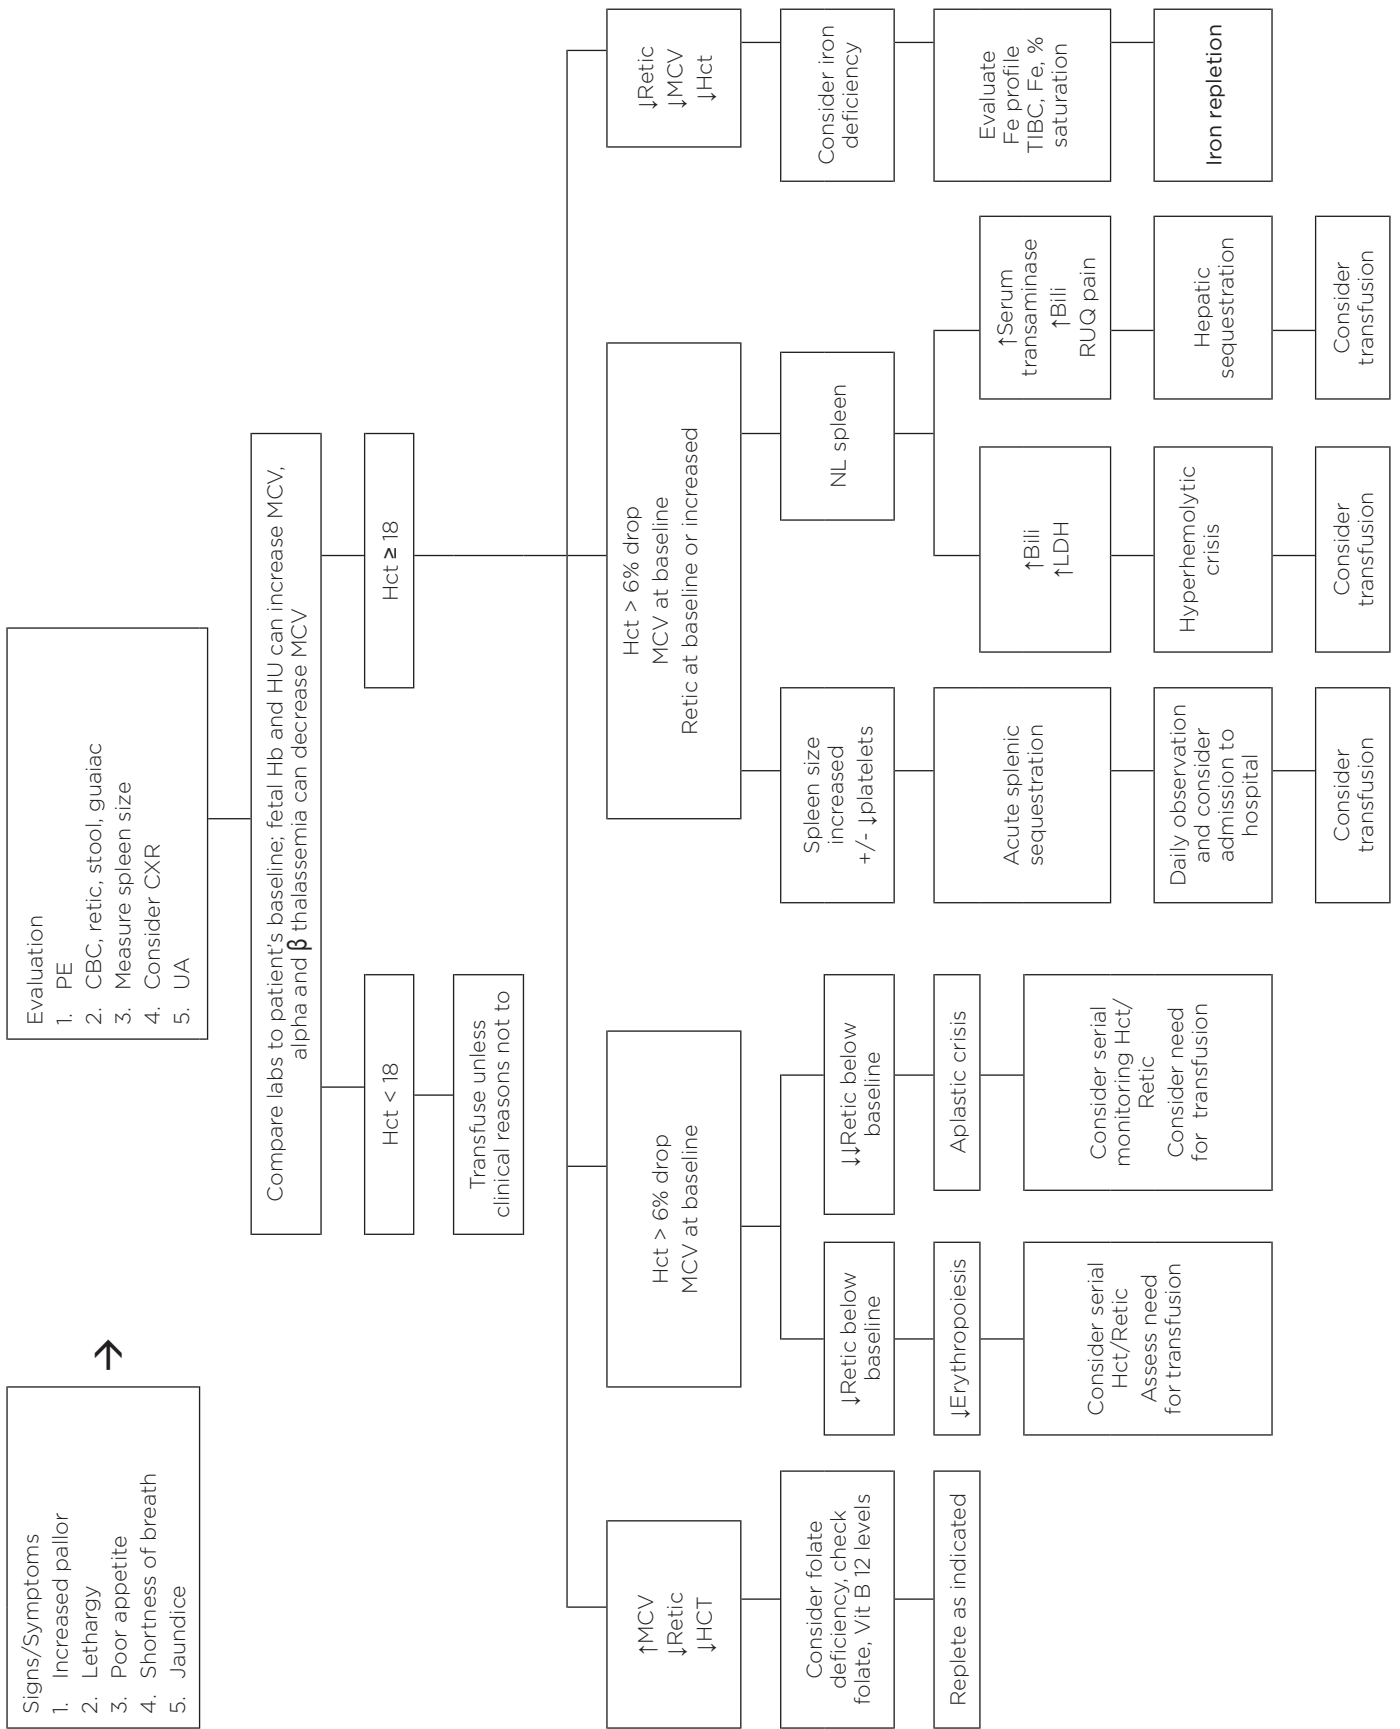 Signs/Symptoms
1. Increased pallor
2. Lethargy
3. Poor appetite
4. Shortness of breath
5. Jaundice
→
Evaluation
1. PE
2. CBC, retic, stool, guaiac
3. Measure spleen size
4. Consider CXR
5. UA
Compare labs to patient's baseline; fetal Hb and HU can increase MCV,
alpha and β thalassemia can decrease MCV
Hct < 18
Transfuse unless
clinical reasons not to
Hct ≥ 18
↑MCV
↓Retic
↓HCT
Consider folate
deficiency, check
folate, Vit B 12 levels
Replete as indicated
Hct > 6% drop
MCV at baseline
↓Retic below
baseline
↓Erythropoiesis
Consider serial
Hct/Retic
Assess need
for transfusion
↓↓Retic below
baseline
Aplastic crisis
Consider serial
monitoring Hct/
Retic
Consider need
for transfusion
Hct > 6% drop
MCV at baseline
Retic at baseline or increased
Spleen size
increased
+/- ↓platelets
Acute splenic
sequestration
Daily observation
and consider
admission to
hospital
Consider
transfusion
NL spleen
↑Bili
↑LDH
Hyperhemolytic
crisis
Consider
transfusion
↑Serum
transaminase
↑Bili
RUQ pain
Hepatic
sequestration
Consider
transfusion
↓Retic
↓MCV
↓Hct
Consider iron
deficiency
Evaluate
Fe profile
TIBC, Fe, %
saturation
Iron repletion